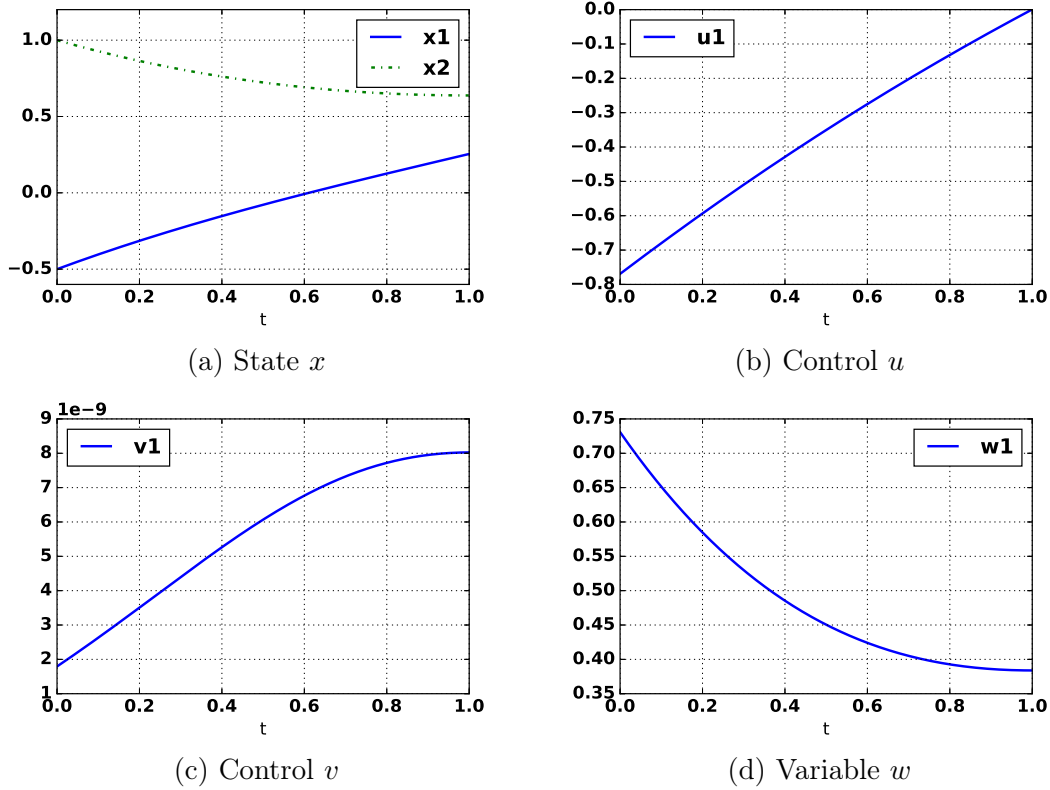 1.0
0.5
0.0
−0.5
0.0 0.2 0.4 0.6 0.8 1.0
t
x1
x2
(a) State x
0.0
−0.1
−0.2
−0.3
−0.4
−0.5
−0.6
−0.7
−0.8
0.0 0.2 0.4 0.6 0.8 1.0
t
u1
(b) Control u
1e−9
9
8
7
6
5
4
3
2
1
0.0 0.2 0.4 0.6 0.8 1.0
t
v1
(c) Control v
0.75
0.70
0.65
0.60
0.55
0.50
0.45
0.40
0.35
0.0 0.2 0.4 0.6 0.8 1.0
t
w1
(d) Variable w